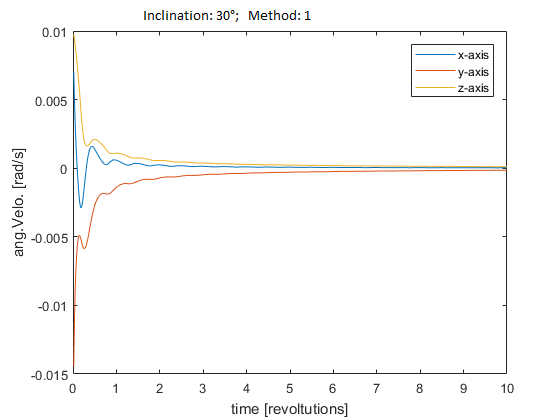 Inclination: 30°; Method: 1
0.01
0.005
0
-0.005
-0.01
-0.015
ang.Velo. [rad/s]
x-axis
y-axis
z-axis
0 1 2 3 4 5 6 7 8 9 10
time [revoltutions]